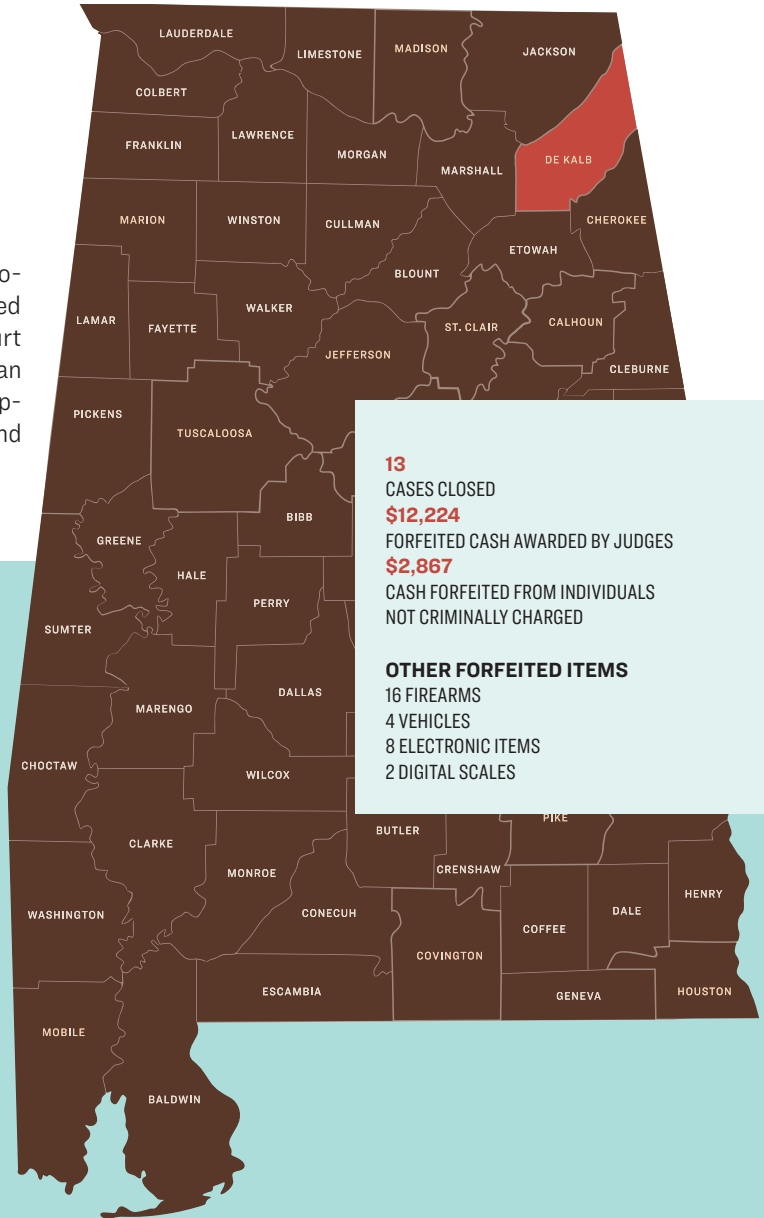 LAUDERDALE
LIMESTONE
MADISON
JACKSON
COLBERT
FRANKLIN
LAWRENCE
MORGAN
MARSHALL
DE KALB
MARION
WINSTON
CULLMAN
CHEROKEE
ETOWAH
BLOUNT
LAMAR
FAYETTE
WALKER
ST. CLAIR
CALHOUN
JEFFERSON
CLEBURNE
PICKENS
TUSCALOOSA
o-
ed
urt
an
p-
nd
BIBB
GREENE
HALE
PERRY
SUMTER
DALLAS
MARENGO
CHOCTAW
WILCOX
13
CASES CLOSED
$12,224
FORFEITED CASH AWARDED BY JUDGES
$2,867
CASH FORFEITED FROM INDIVIDUALS
NOT CRIMINALLY CHARGED
OTHER FORFEITED ITEMS
16 FIREARMS
4 VEHICLES
8 ELECTRONIC ITEMS
2 DIGITAL SCALES
PIKE
BUTLER
CLARKE
CRENSHAW
MONROE
HENRY
CONECUH
DALE
WASHINGTON
COFFEE
COVINGTON
ESCAMBIA
GENEVA
HOUSTON
MOBILE
BALDWIN